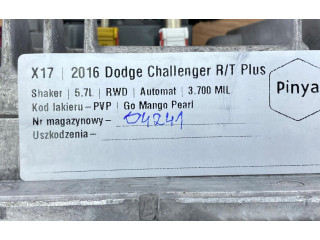 X17 | 2016 Dodge Challenger R/T Plus
Shaker | 5.7L | RWD | Automat | 3.700 MIL
Kod lakieru - PVP | Go Mango Pearl
Nr magazynowy - 04241
Uszkodzenia -
Pinya